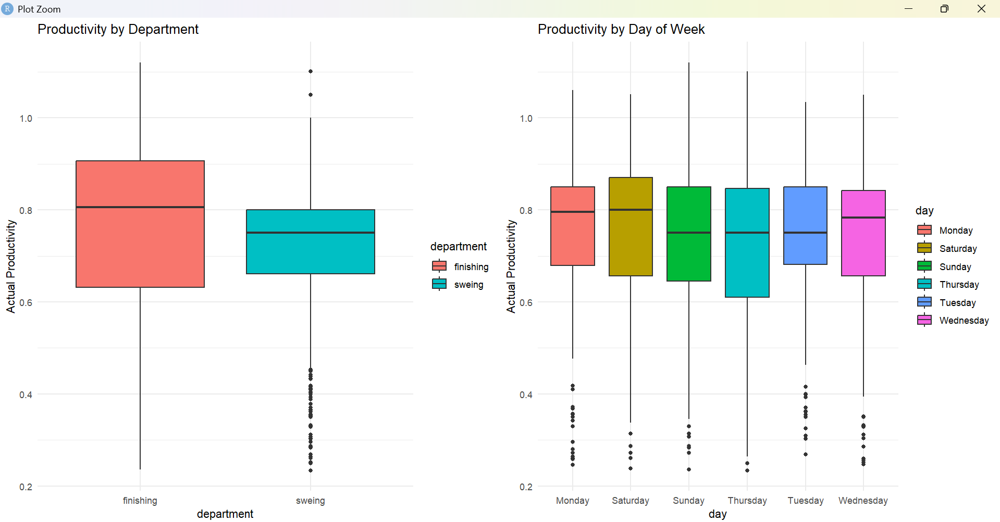 R Plot Zoom
Productivity by Department
Actual Productivity
1.0
0.8
0.6
0.4
0.2
finishing sweing
department
department
finishing
sweing
Productivity by Day of Week
Actual Productivity
1.0
0.8
0.6
0.4
0.2
Monday Saturday Sunday Thursday Tuesday Wednesday
day
day
Monday
Saturday
Sunday
Thursday
Tuesday
Wednesday